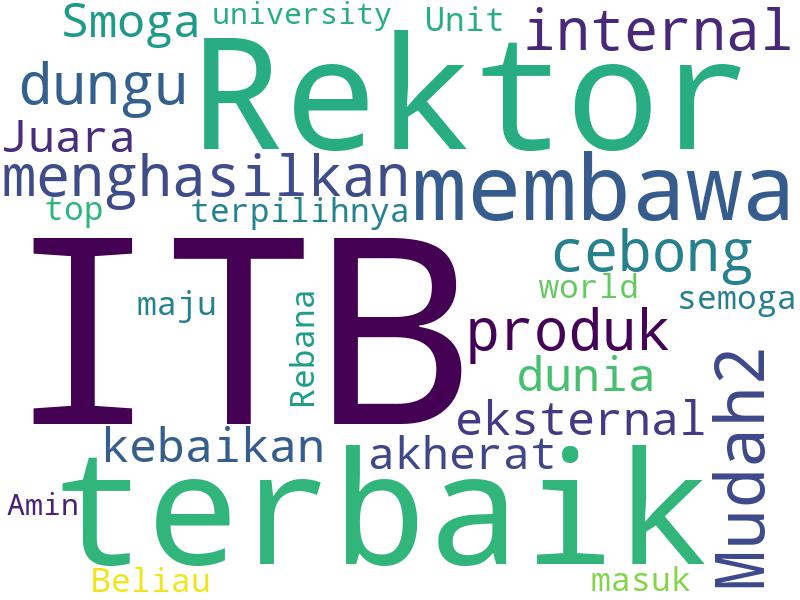 Smoga university Unit internal
dungu Rektor
Juara
menghasilkan membawa
top terpilihnya
ITB cebong
world semoga
maju Rebana produk
dunia Mudah2
eksternal
kebaikan akherat
terbaik
Amin
Beliau masuk